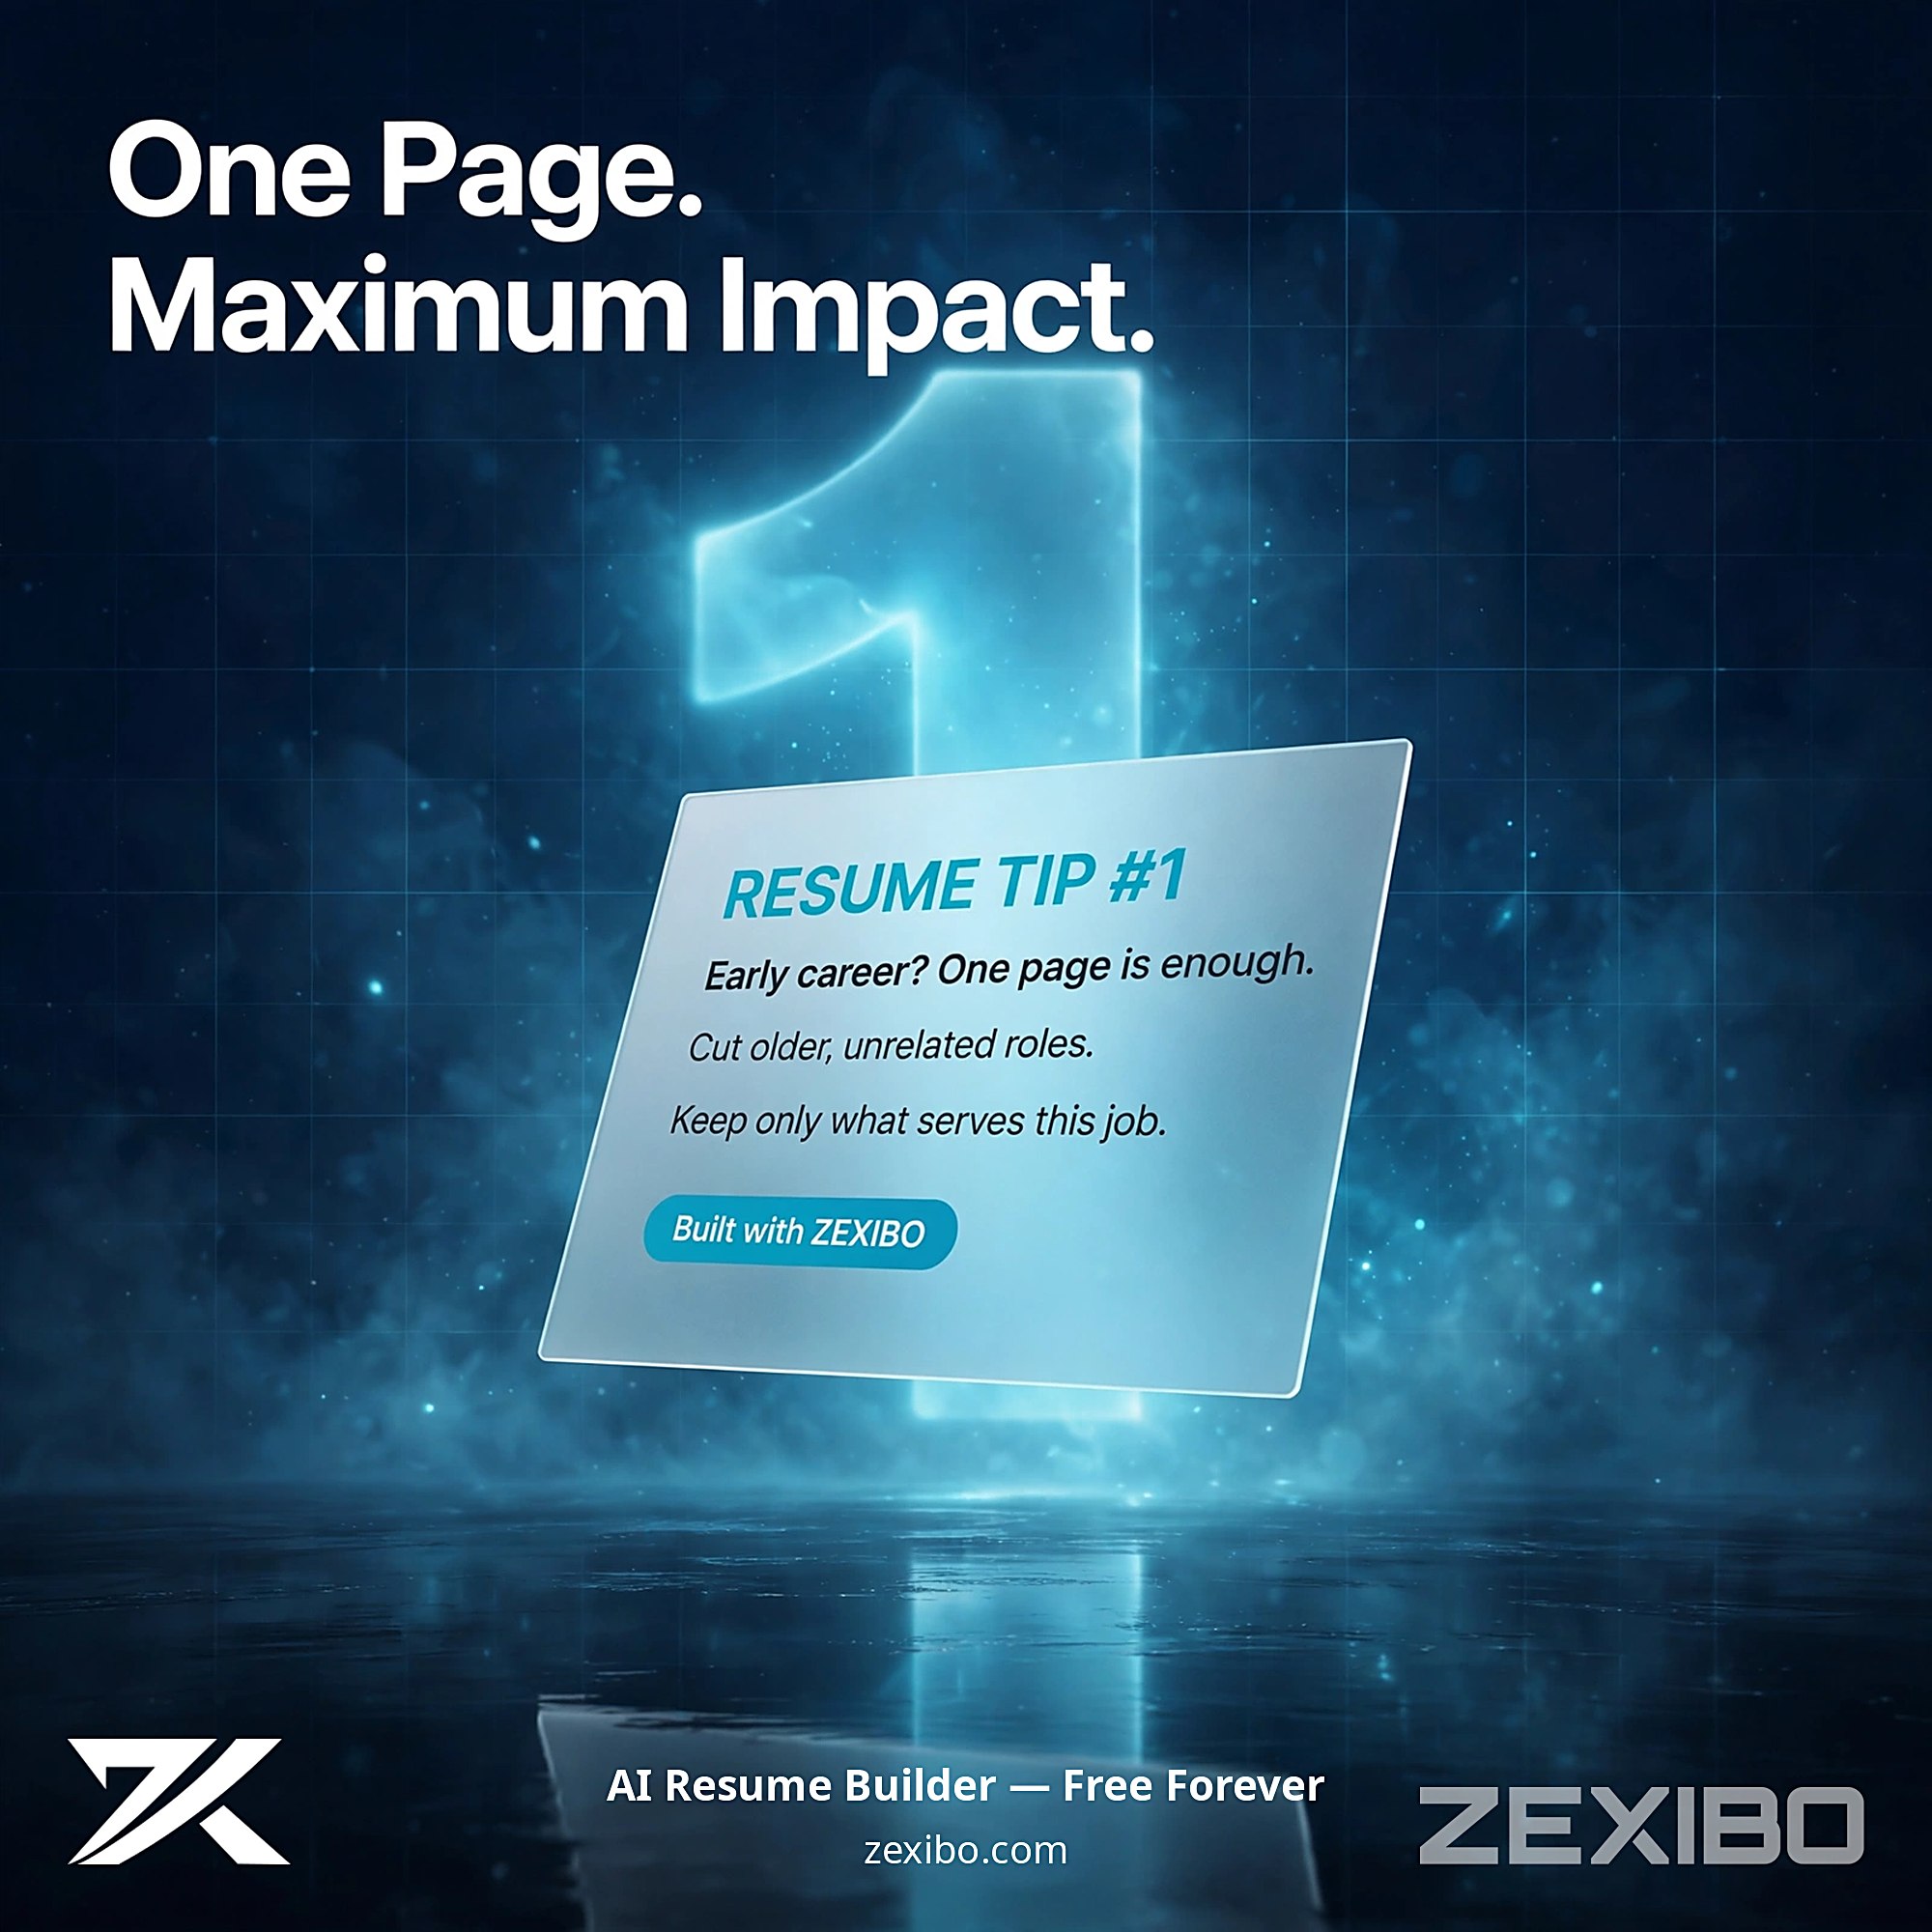 One Page.
Maximum Impact.
RESUME TIP #1
Early career? One page is enough.
Cut older, unrelated roles.
Keep only what serves this job.
Built with ZEXIBO
AI Resume Builder — Free Forever
zexibo.com
ZEXIBO